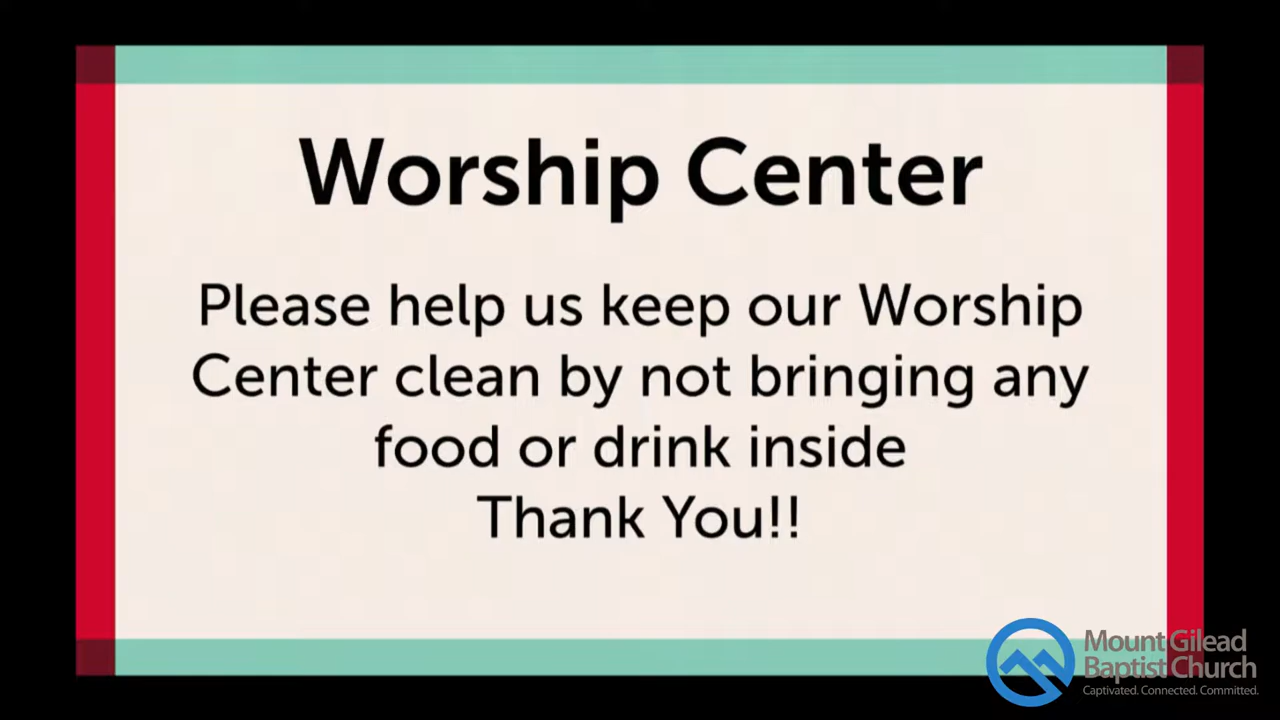 Worship Center
Please help us keep our Worship
Center clean by not bringing any
food or drink inside
Thank You!!
Mount Gilead
Baptist Church
Captivated. Connected. Committed.